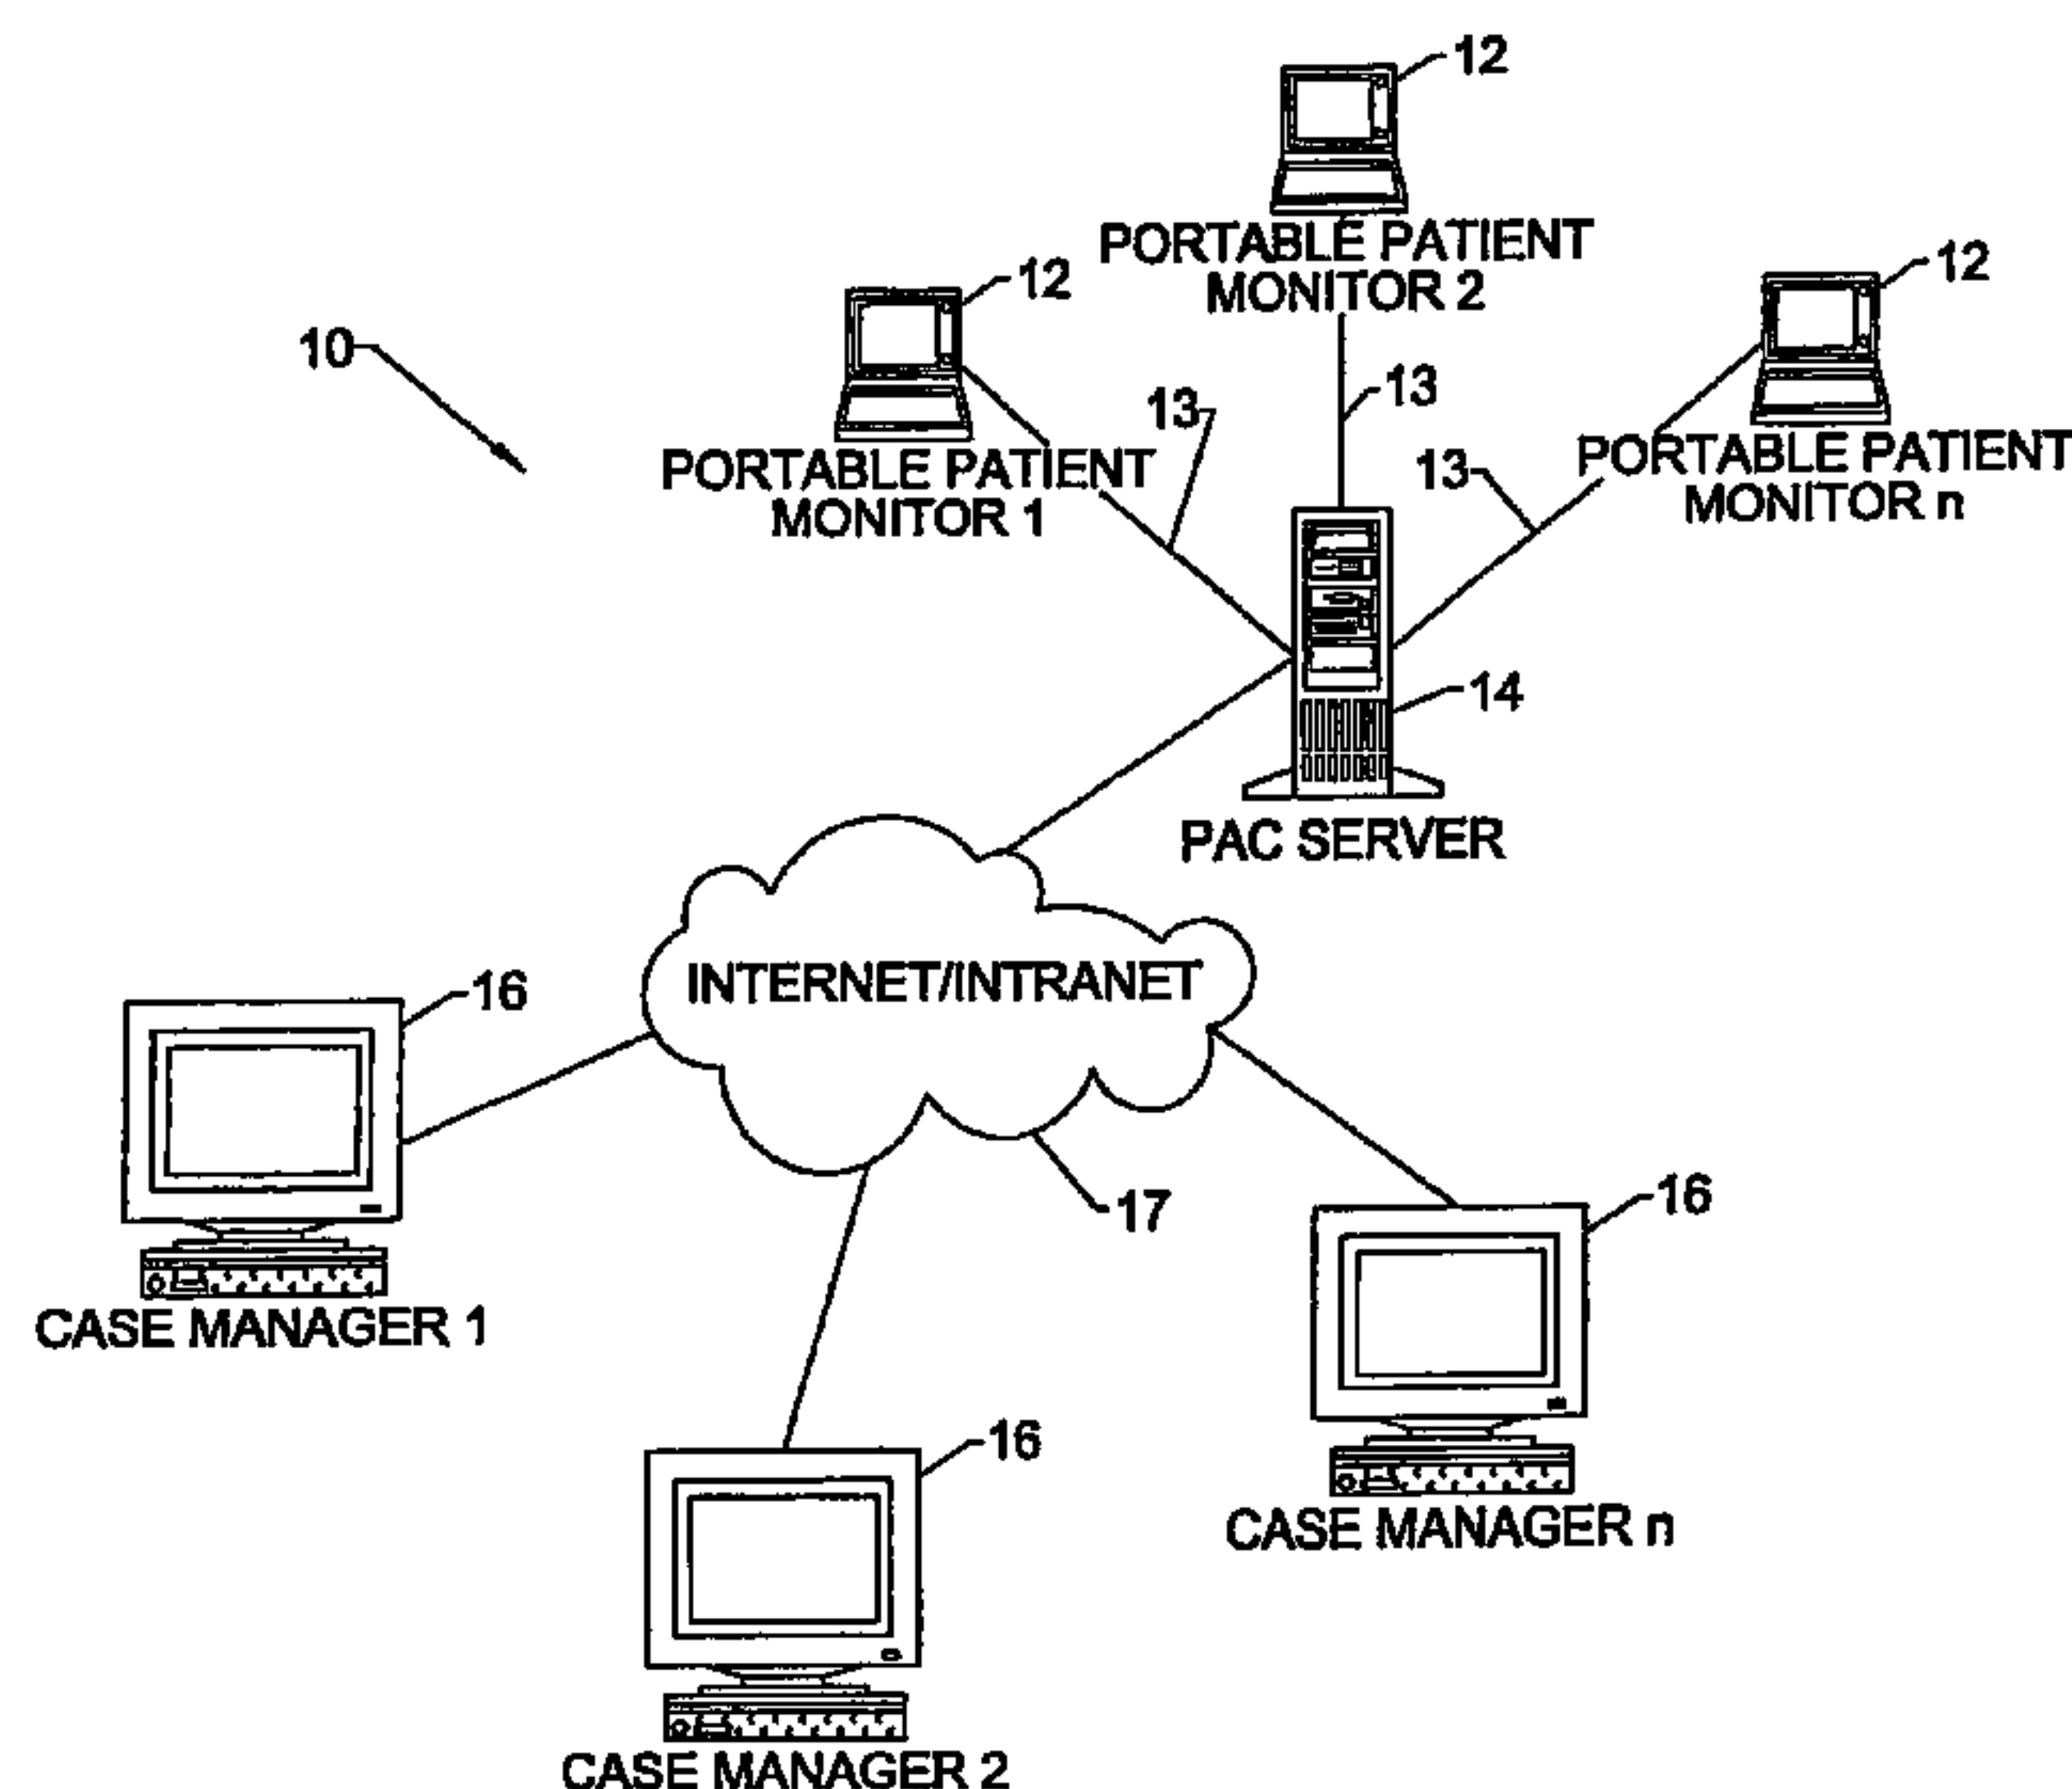 12
PORTABLE PATIENT
MONITOR 2
12
12
10
13
13
PORTABLE PATIENT
MONITOR 1
13
PORTABLE PATIENT
MONITOR n
14
PAC SERVER
INTERNET/INTRANET
16
17
16
CASE MANAGER 1
16
CASE MANAGER n
CASE MANAGER 2